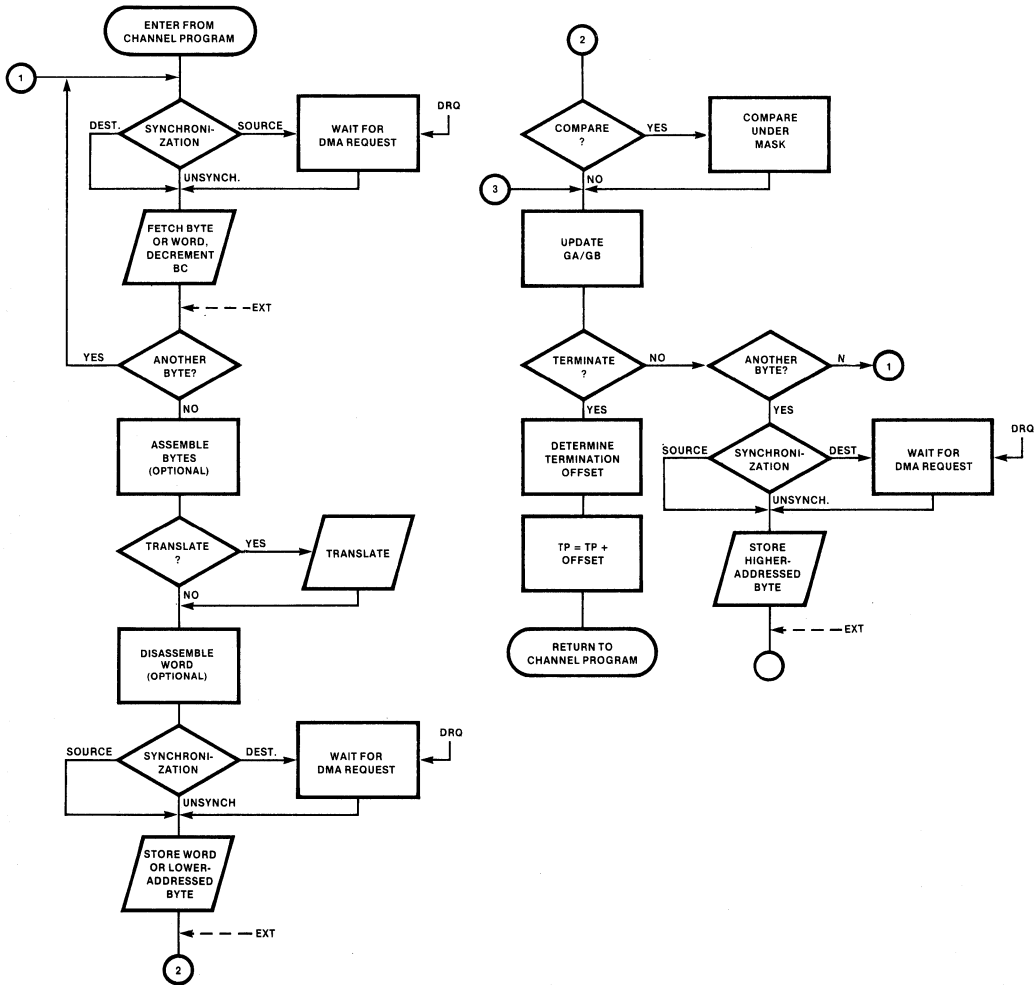 ENTER FROM
CHANNEL PROGRAM
1
DEST.
SYNCHRONI-
ZATION
SOURCE
WAIT FOR
DMA REQUEST
DRQ
UNSYNCH.
FETCH BYTE
OR WORD,
DECREMENT
BC
EXT
YES
ANOTHER
BYTE?
NO
ASSEMBLE
BYTES
(OPTIONAL)
TRANSLATE
?
YES
TRANSLATE
NO
DISASSEMBLE
WORD
(OPTIONAL)
SOURCE
SYNCHRONI-
ZATION
DEST.
WAIT FOR
DMA REQUEST
DRQ
UNSYNCH
STORE WORD
OR LOWER-
ADDRESSED
BYTE
EXT
2
2
COMPARE
?
YES
COMPARE
UNDER
MASK
NO
3
UPDATE
GA/GB
TERMINATE
?
NO
ANOTHER
BYTE?
N
1
YES
DETERMINE
TERMINATION
OFFSET
TP = TP +
OFFSET
RETURN TO
CHANNEL PROGRAM
YES
SOURCE
SYNCHRONI-
ZATION
DEST
WAIT FOR
DMA REQUEST
DRQ
UNSYNCH.
STORE
HIGHER-
ADDRESSED
BYTE
EXT